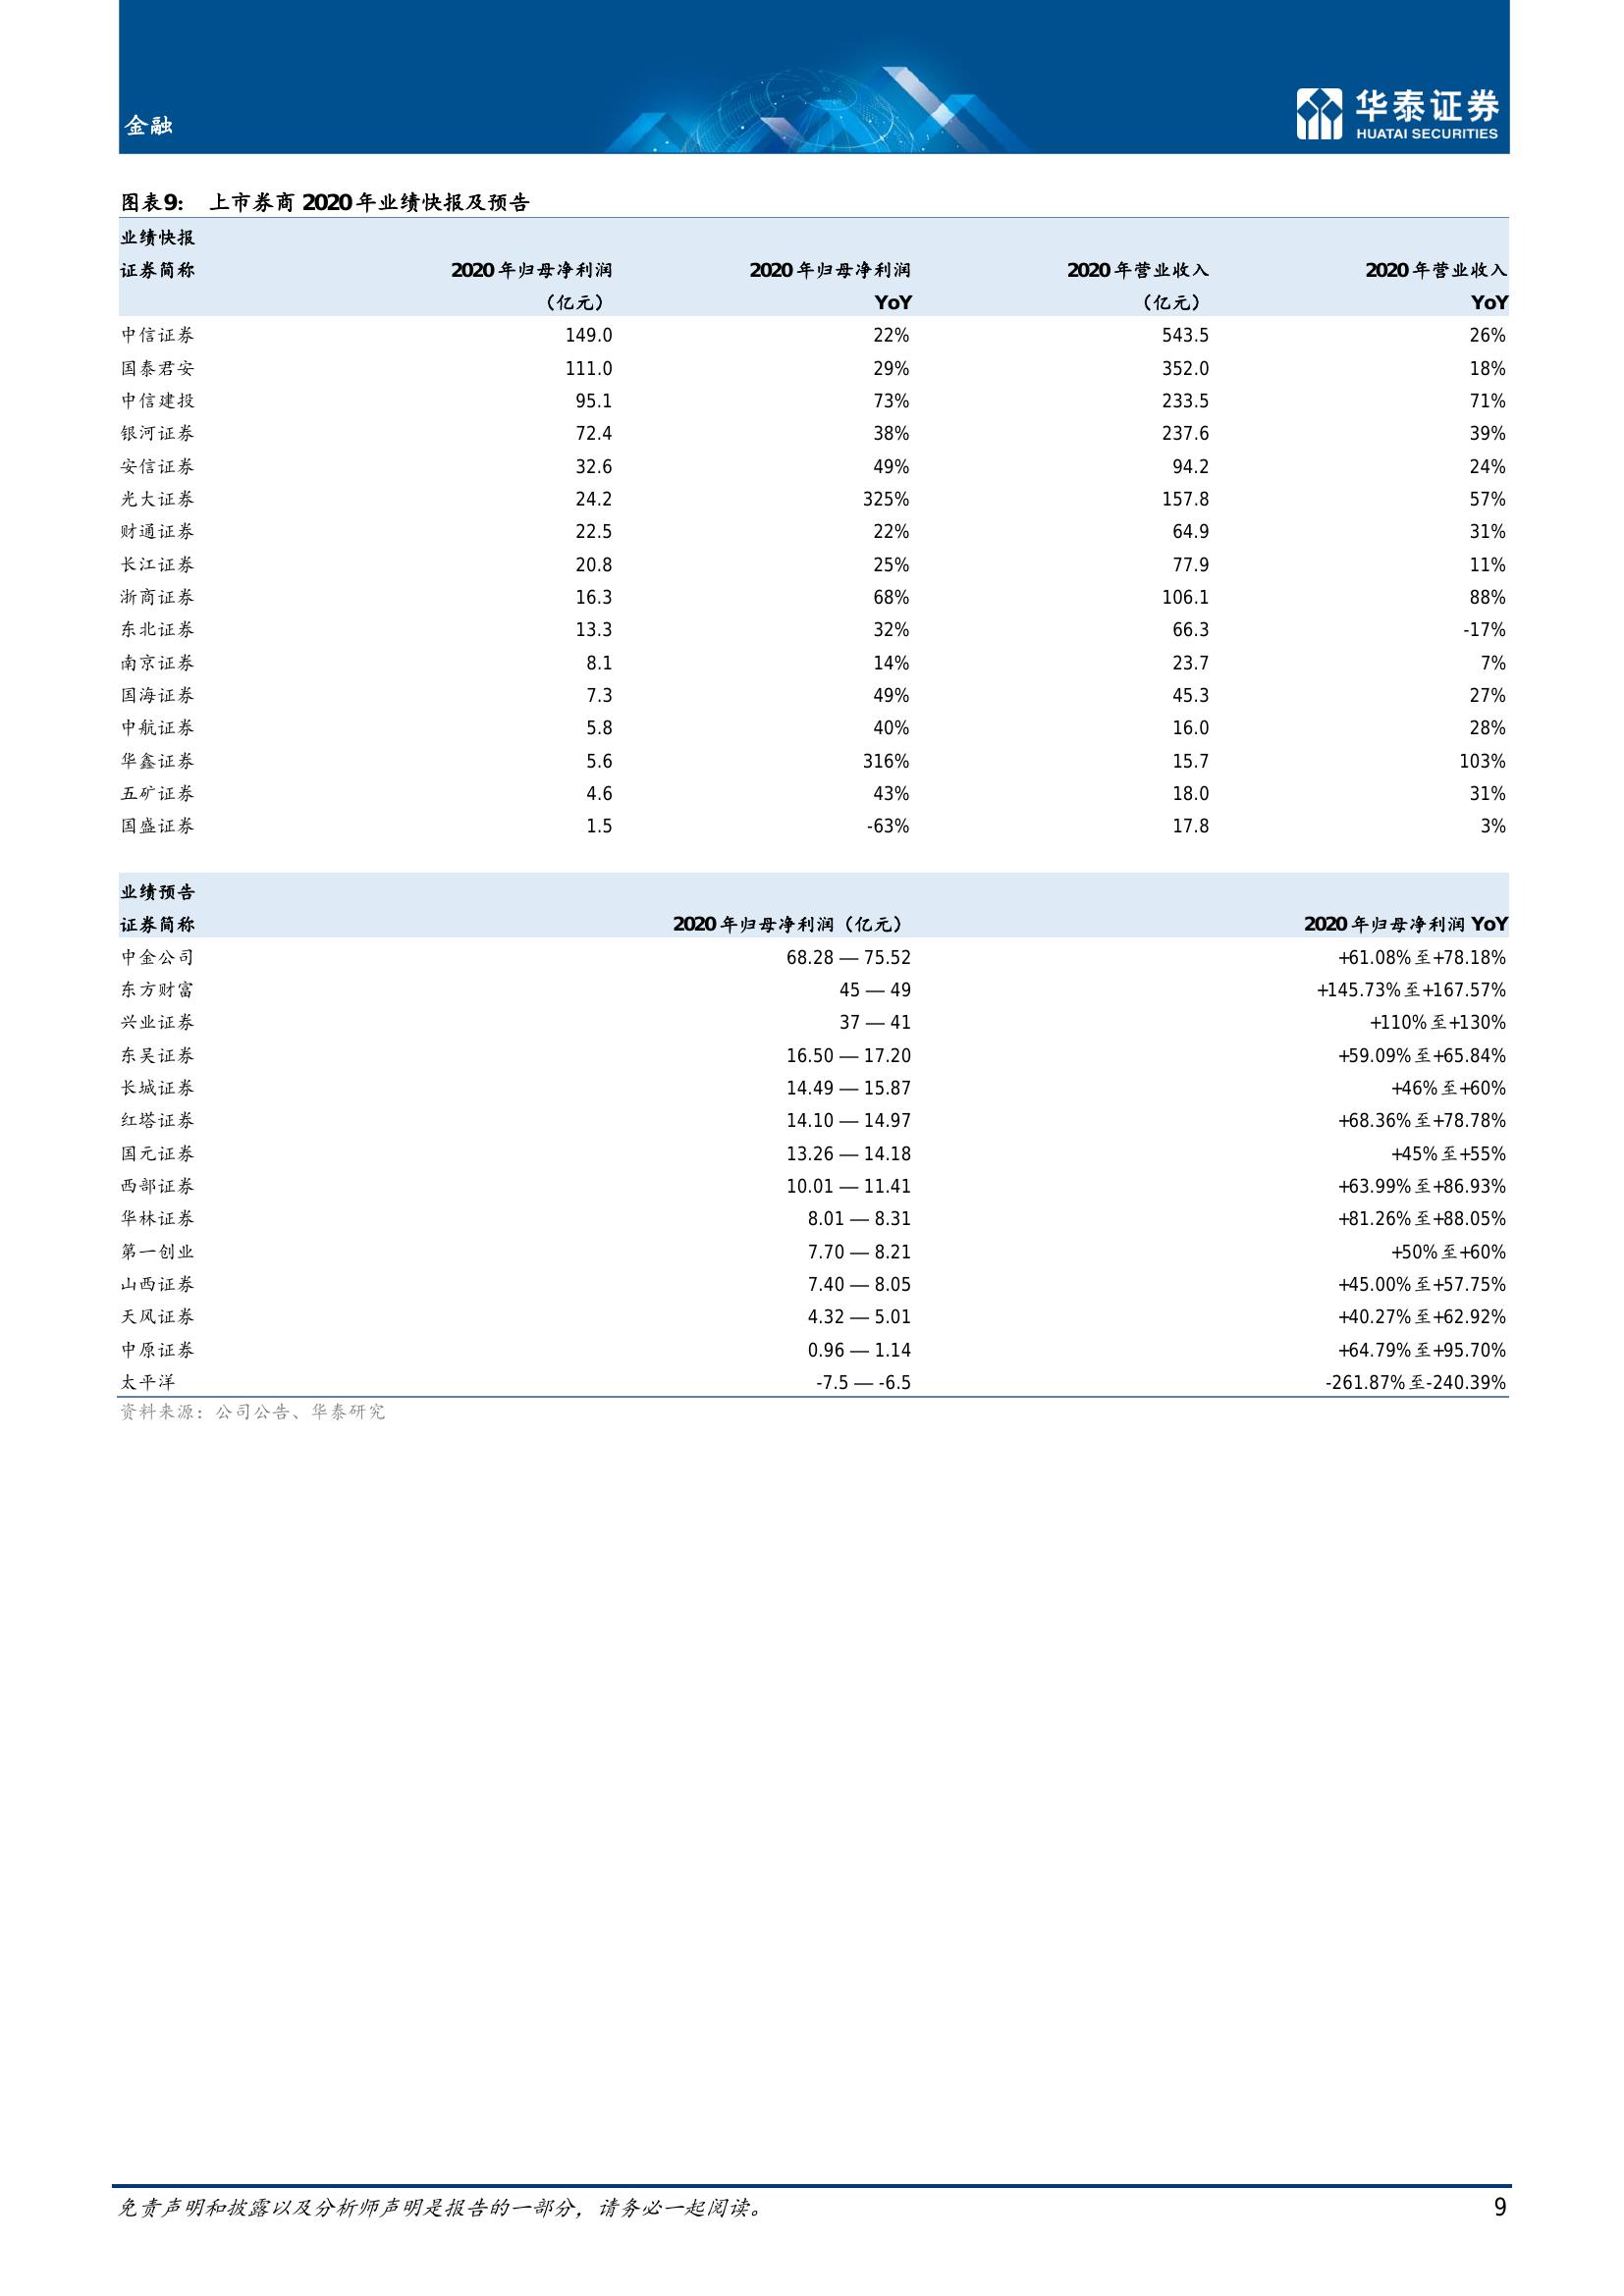 金融
华泰证券
HUATAI SECURITIES
图表9: 上市券商 2020 年业绩快报及预告
业绩快报
证券简称 2020 年归母净利润 2020 年归母净利润 2020 年营业收入 2020 年营业收入
（亿元） YoY （亿元） YoY
中信证券 149.0 22% 543.5 26%
国泰君安 111.0 29% 352.0 18%
中信建投 95.1 73% 233.5 71%
银河证券 72.4 38% 237.6 39%
安信证券 32.6 49% 94.2 24%
光大证券 24.2 325% 157.8 57%
财通证券 22.5 22% 64.9 31%
长江证券 20.8 25% 77.9 11%
浙商证券 16.3 68% 106.1 88%
东北证券 13.3 32% 66.3 -17%
南京证券 8.1 14% 23.7 7%
国海证券 7.3 49% 45.3 27%
中航证券 5.8 40% 16.0 28%
华鑫证券 5.6 316% 15.7 103%
五矿证券 4.6 43% 18.0 31%
国盛证券 1.5 -63% 17.8 3%
业绩预告
证券简称 2020 年归母净利润（亿元） 2020 年归母净利润 YoY
中金公司 68.28 — 75.52 +61.08%至+78.18%
东方财富 45 — 49 +145.73%至+167.57%
兴业证券 37 — 41 +110%至+130%
东吴证券 16.50 — 17.20 +59.09%至+65.84%
长城证券 14.49 — 15.87 +46%至+60%
红塔证券 14.10 — 14.97 +68.36%至+78.78%
国元证券 13.26 — 14.18 +45%至+55%
西部证券 10.01 — 11.41 +63.99%至+86.93%
华林证券 8.01 — 8.31 +81.26%至+88.05%
第一创业 7.70 — 8.21 +50%至+60%
山西证券 7.40 — 8.05 +45.00%至+57.75%
天风证券 4.32 — 5.01 +40.27%至+62.92%
中原证券 0.96 — 1.14 +64.79%至+95.70%
太平洋 -7.5 — -6.5 -261.87%至-240.39%
资料来源：公司公告、华泰研究
免责声明和披露以及分析师声明是报告的一部分，请务必一起阅读。 9